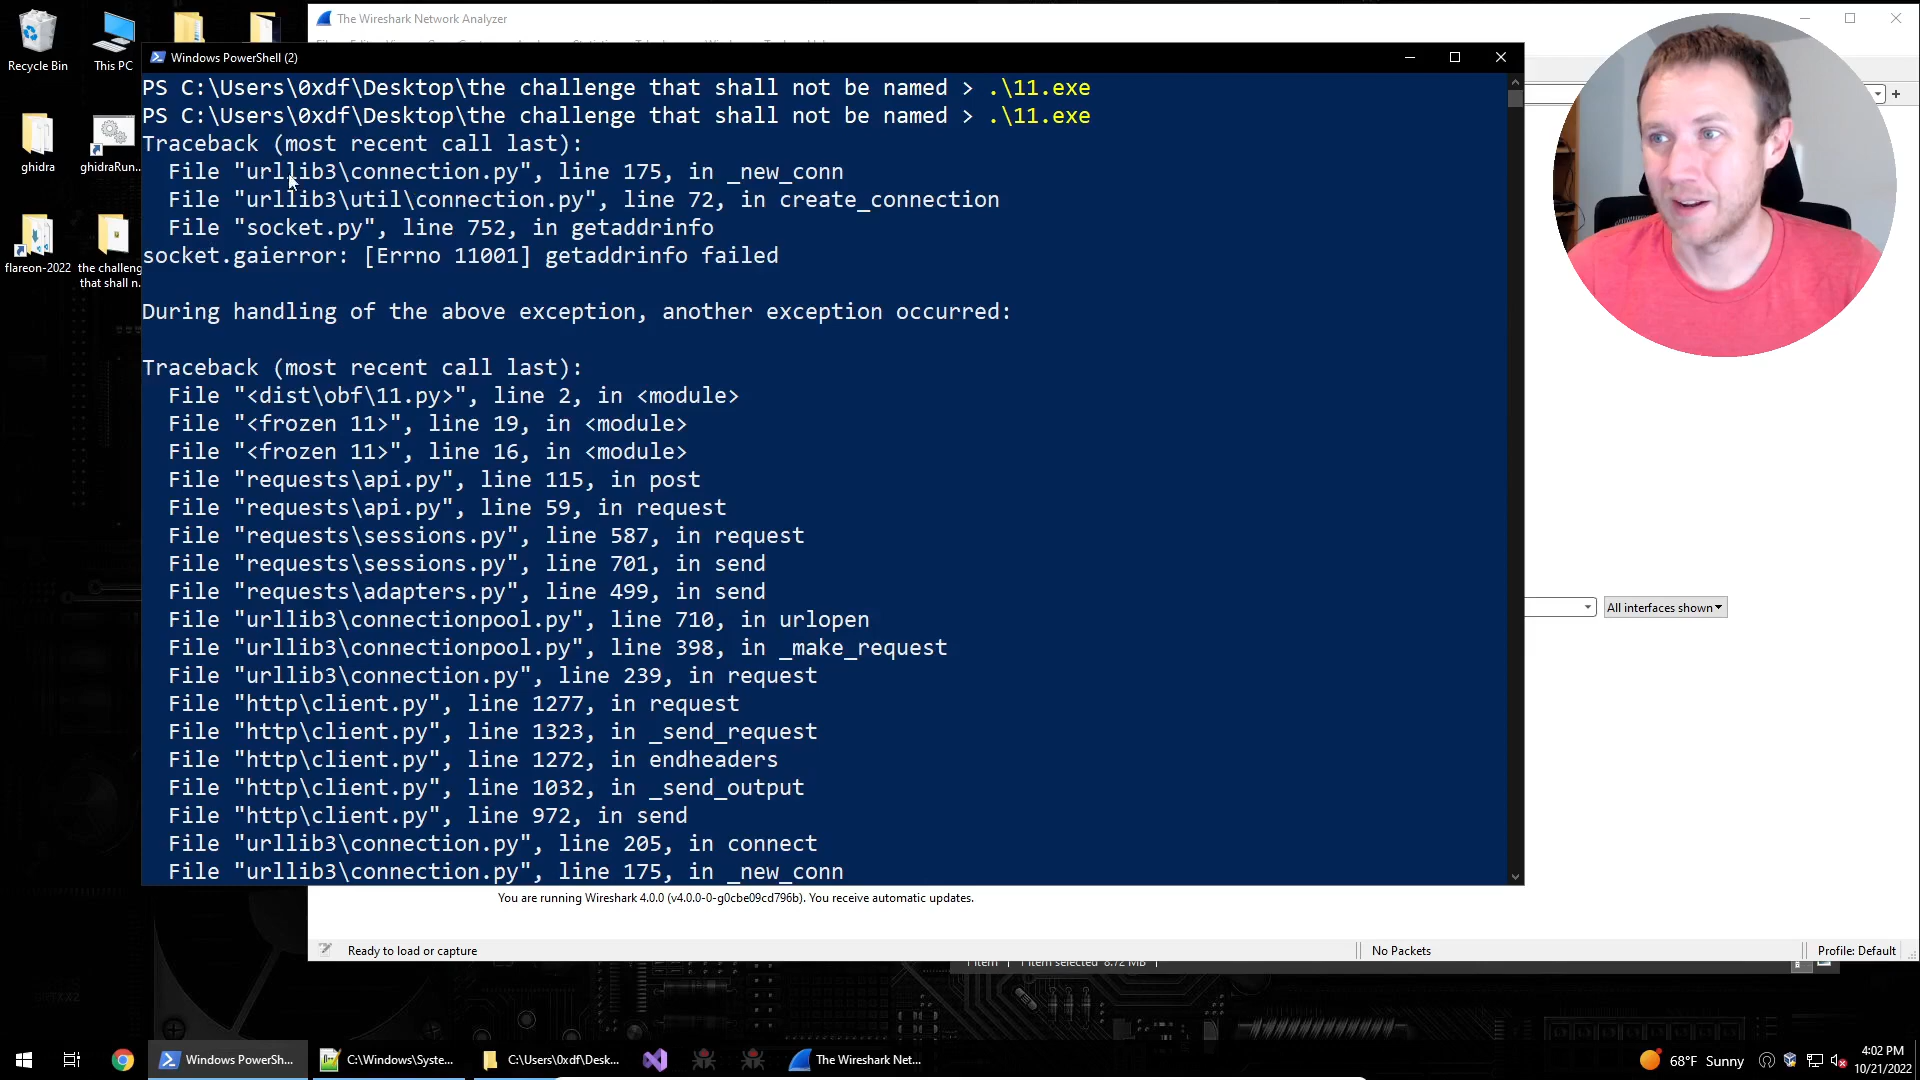 Recycle Bin
This PC
ghidra
ghidraRun...
flareon-2022
the challeng
that shall n...
The Wireshark Network Analyzer
Windows PowerShell (2)
PS C:\Users\0xdf\Desktop\the challenge that shall not be named > .\11.exe
PS C:\Users\0xdf\Desktop\the challenge that shall not be named > .\11.exe
Traceback (most recent call last):
File "urllib3\connection.py", line 175, in _new_conn
File "urllib3\util\connection.py", line 72, in create_connection
File "socket.py", line 752, in getaddrinfo
socket.gaierror: [Errno 11001] getaddrinfo failed
During handling of the above exception, another exception occurred:
Traceback (most recent call last):
File "<dist\obf\11.py>", line 2, in <module>
File "<frozen 11>", line 19, in <module>
File "<frozen 11>", line 16, in <module>
File "requests\api.py", line 115, in post
File "requests\api.py", line 59, in request
File "requests\sessions.py", line 587, in request
File "requests\sessions.py", line 701, in send
File "requests\adapters.py", line 499, in send
File "urllib3\connectionpool.py", line 710, in urlopen
File "urllib3\connectionpool.py", line 398, in _make_request
File "urllib3\connection.py", line 239, in request
File "http\client.py", line 1277, in request
File "http\client.py", line 1323, in _send_request
File "http\client.py", line 1272, in endheaders
File "http\client.py", line 1032, in _send_output
File "http\client.py", line 972, in send
File "urllib3\connection.py", line 205, in connect
File "urllib3\connection.py", line 175, in _new_conn
All interfaces shown
You are running Wireshark 4.0.0 (v4.0.0-0-g0cbe09cd796b). You receive automatic updates.
Ready to load or capture
No Packets
Profile: Default
1 item selected 8.72 MB
Windows PowerSh...
C:\Windows\Syste...
C:\Users\0xdf\Desk...
The Wireshark Net...
68°F Sunny
4:02 PM
10/21/2022